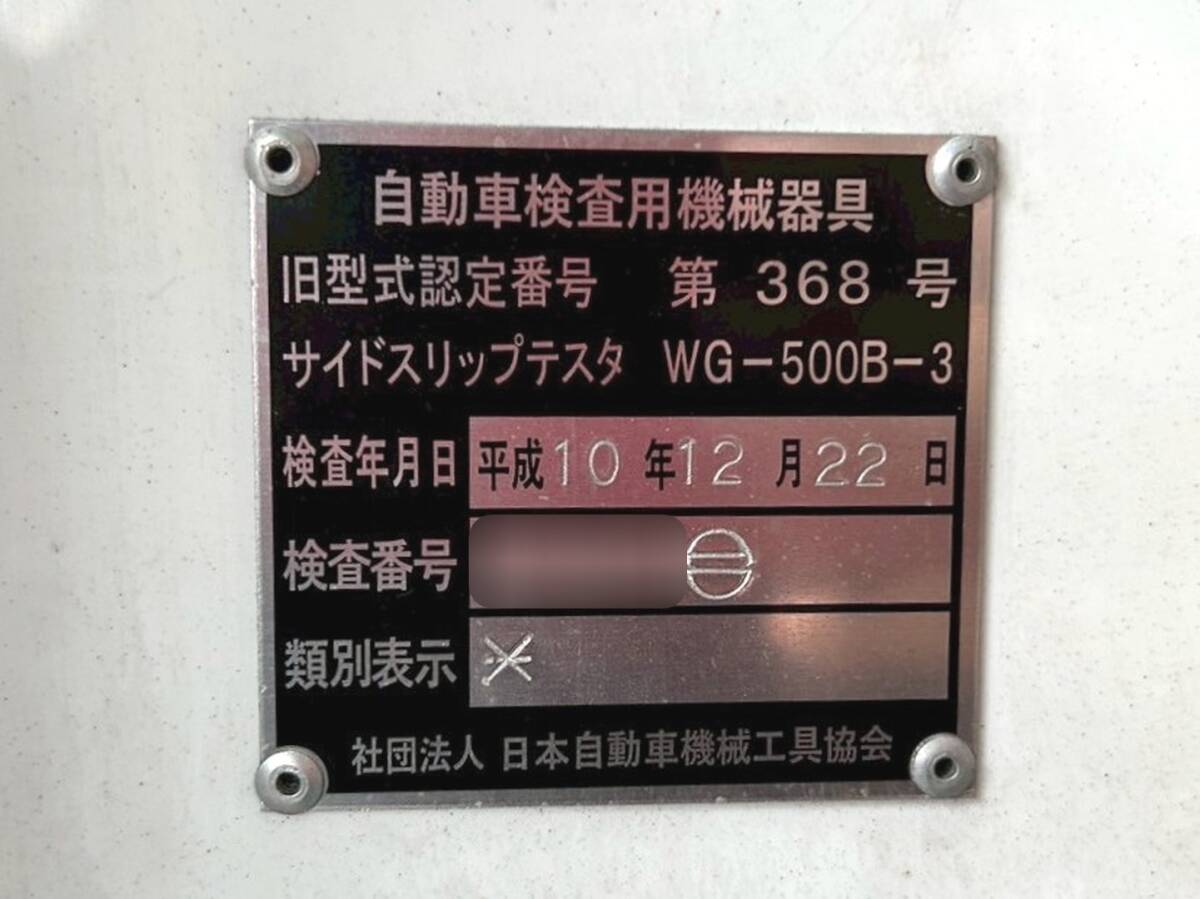 自動車検査用機械器具
旧型式認定番号 第 368 号
サイドスリップテスタ WG-500B-3
検査年月日 平成10年12月22日
検査番号
類別表示 *
社団法人 日本自動車機械工具協会